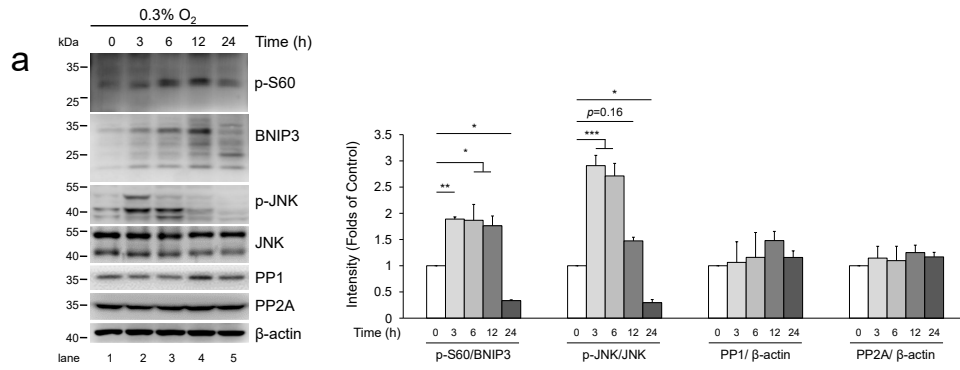 a
0.3% O₂
kDa 0 3 6 12 24 Time (h)
35
25
p-S60
35
25
BNIP3
55
40
p-JNK
55
40
JNK
35
PP1
35
PP2A
40
β-actin
lane 1 2 3 4 5
Intensity (Folds of Control)
3.5
3
2.5
2
1.5
1
0.5
0
*
*
**
*
p=0.16
***
Time (h) 0 3 6 12 24 0 3 6 12 24 0 3 6 12 24 0 3 6 12 24
p-S60/BNIP3 p-JNK/JNK PP1/ β-actin PP2A/ β-actin